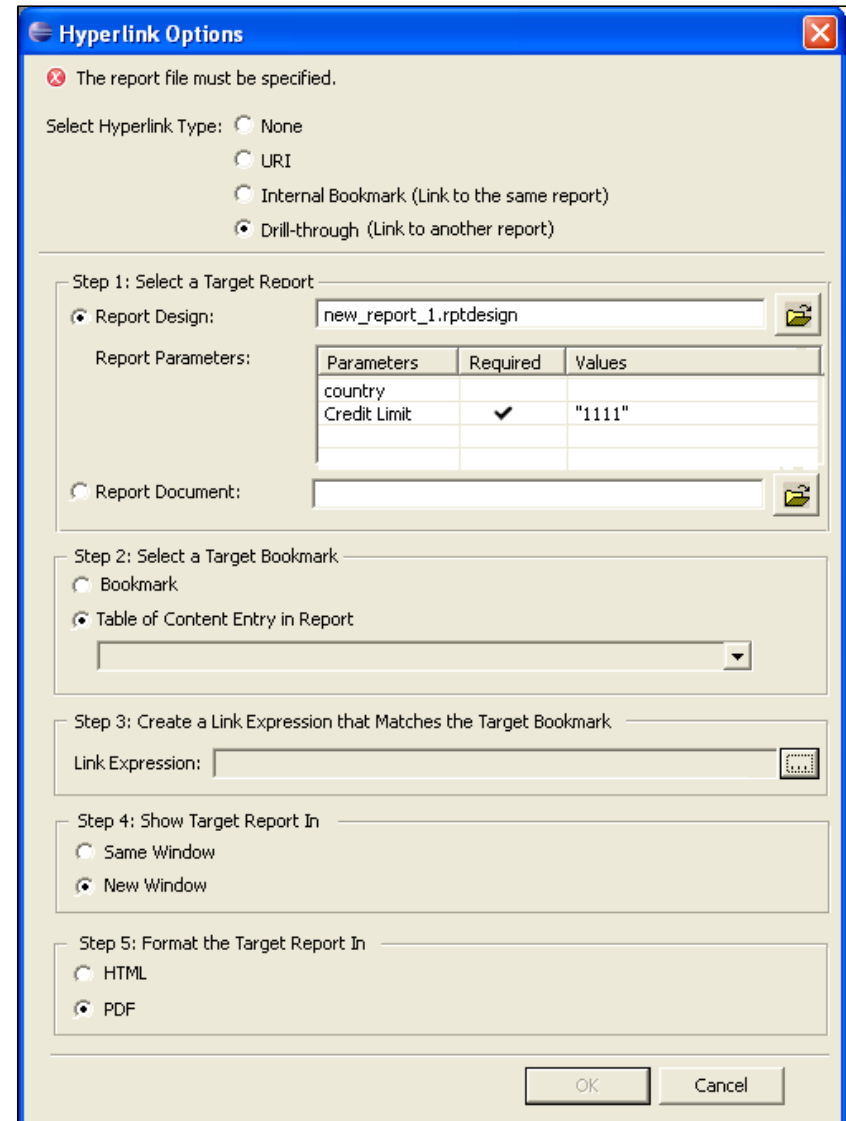 Hyperlink Options
The report file must be specified.
Select Hyperlink Type: None
URI
Internal Bookmark (Link to the same report)
Drill-through (Link to another report)
Step 1: Select a Target Report
Report Design: new_report_1.rptdesign
Report Parameters: Parameters Required Values
country
Credit Limit ✔ "1111"
Report Document:
Step 2: Select a Target Bookmark
Bookmark
Table of Content Entry in Report
Step 3: Create a Link Expression that Matches the Target Bookmark
Link Expression: ...
Step 4: Show Target Report In
Same Window
New Window
Step 5: Format the Target Report In
HTML
PDF
OK Cancel